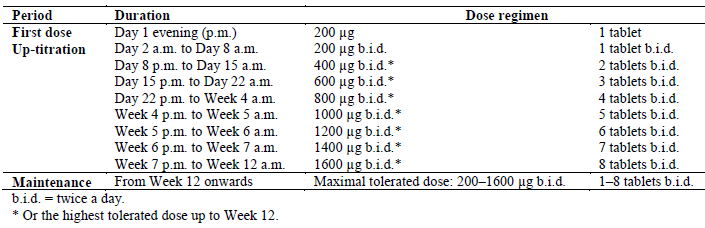 Period Duration Dose regimen
First dose Day 1 evening (p.m.) 200 µg 1 tablet
Up-titration Day 2 a.m. to Day 8 a.m. 200 µg b.i.d. 1 tablet b.i.d.
Day 8 p.m. to Day 15 a.m. 400 µg b.i.d.* 2 tablets b.i.d.
Day 15 p.m. to Day 22 a.m. 600 µg b.i.d.* 3 tablets b.i.d.
Day 22 p.m. to Week 4 a.m. 800 µg b.i.d.* 4 tablets b.i.d.
Week 4 p.m. to Week 5 a.m. 1000 µg b.i.d.* 5 tablets b.i.d.
Week 5 p.m. to Week 6 a.m. 1200 µg b.i.d.* 6 tablets b.i.d.
Week 6 p.m. to Week 7 a.m. 1400 µg b.i.d.* 7 tablets b.i.d.
Week 7 p.m. to Week 12 a.m. 1600 µg b.i.d.* 8 tablets b.i.d.
Maintenance From Week 12 onwards Maximal tolerated dose: 200–1600 µg b.i.d. 1–8 tablets b.i.d.
b.i.d. = twice a day.
* Or the highest tolerated dose up to Week 12.